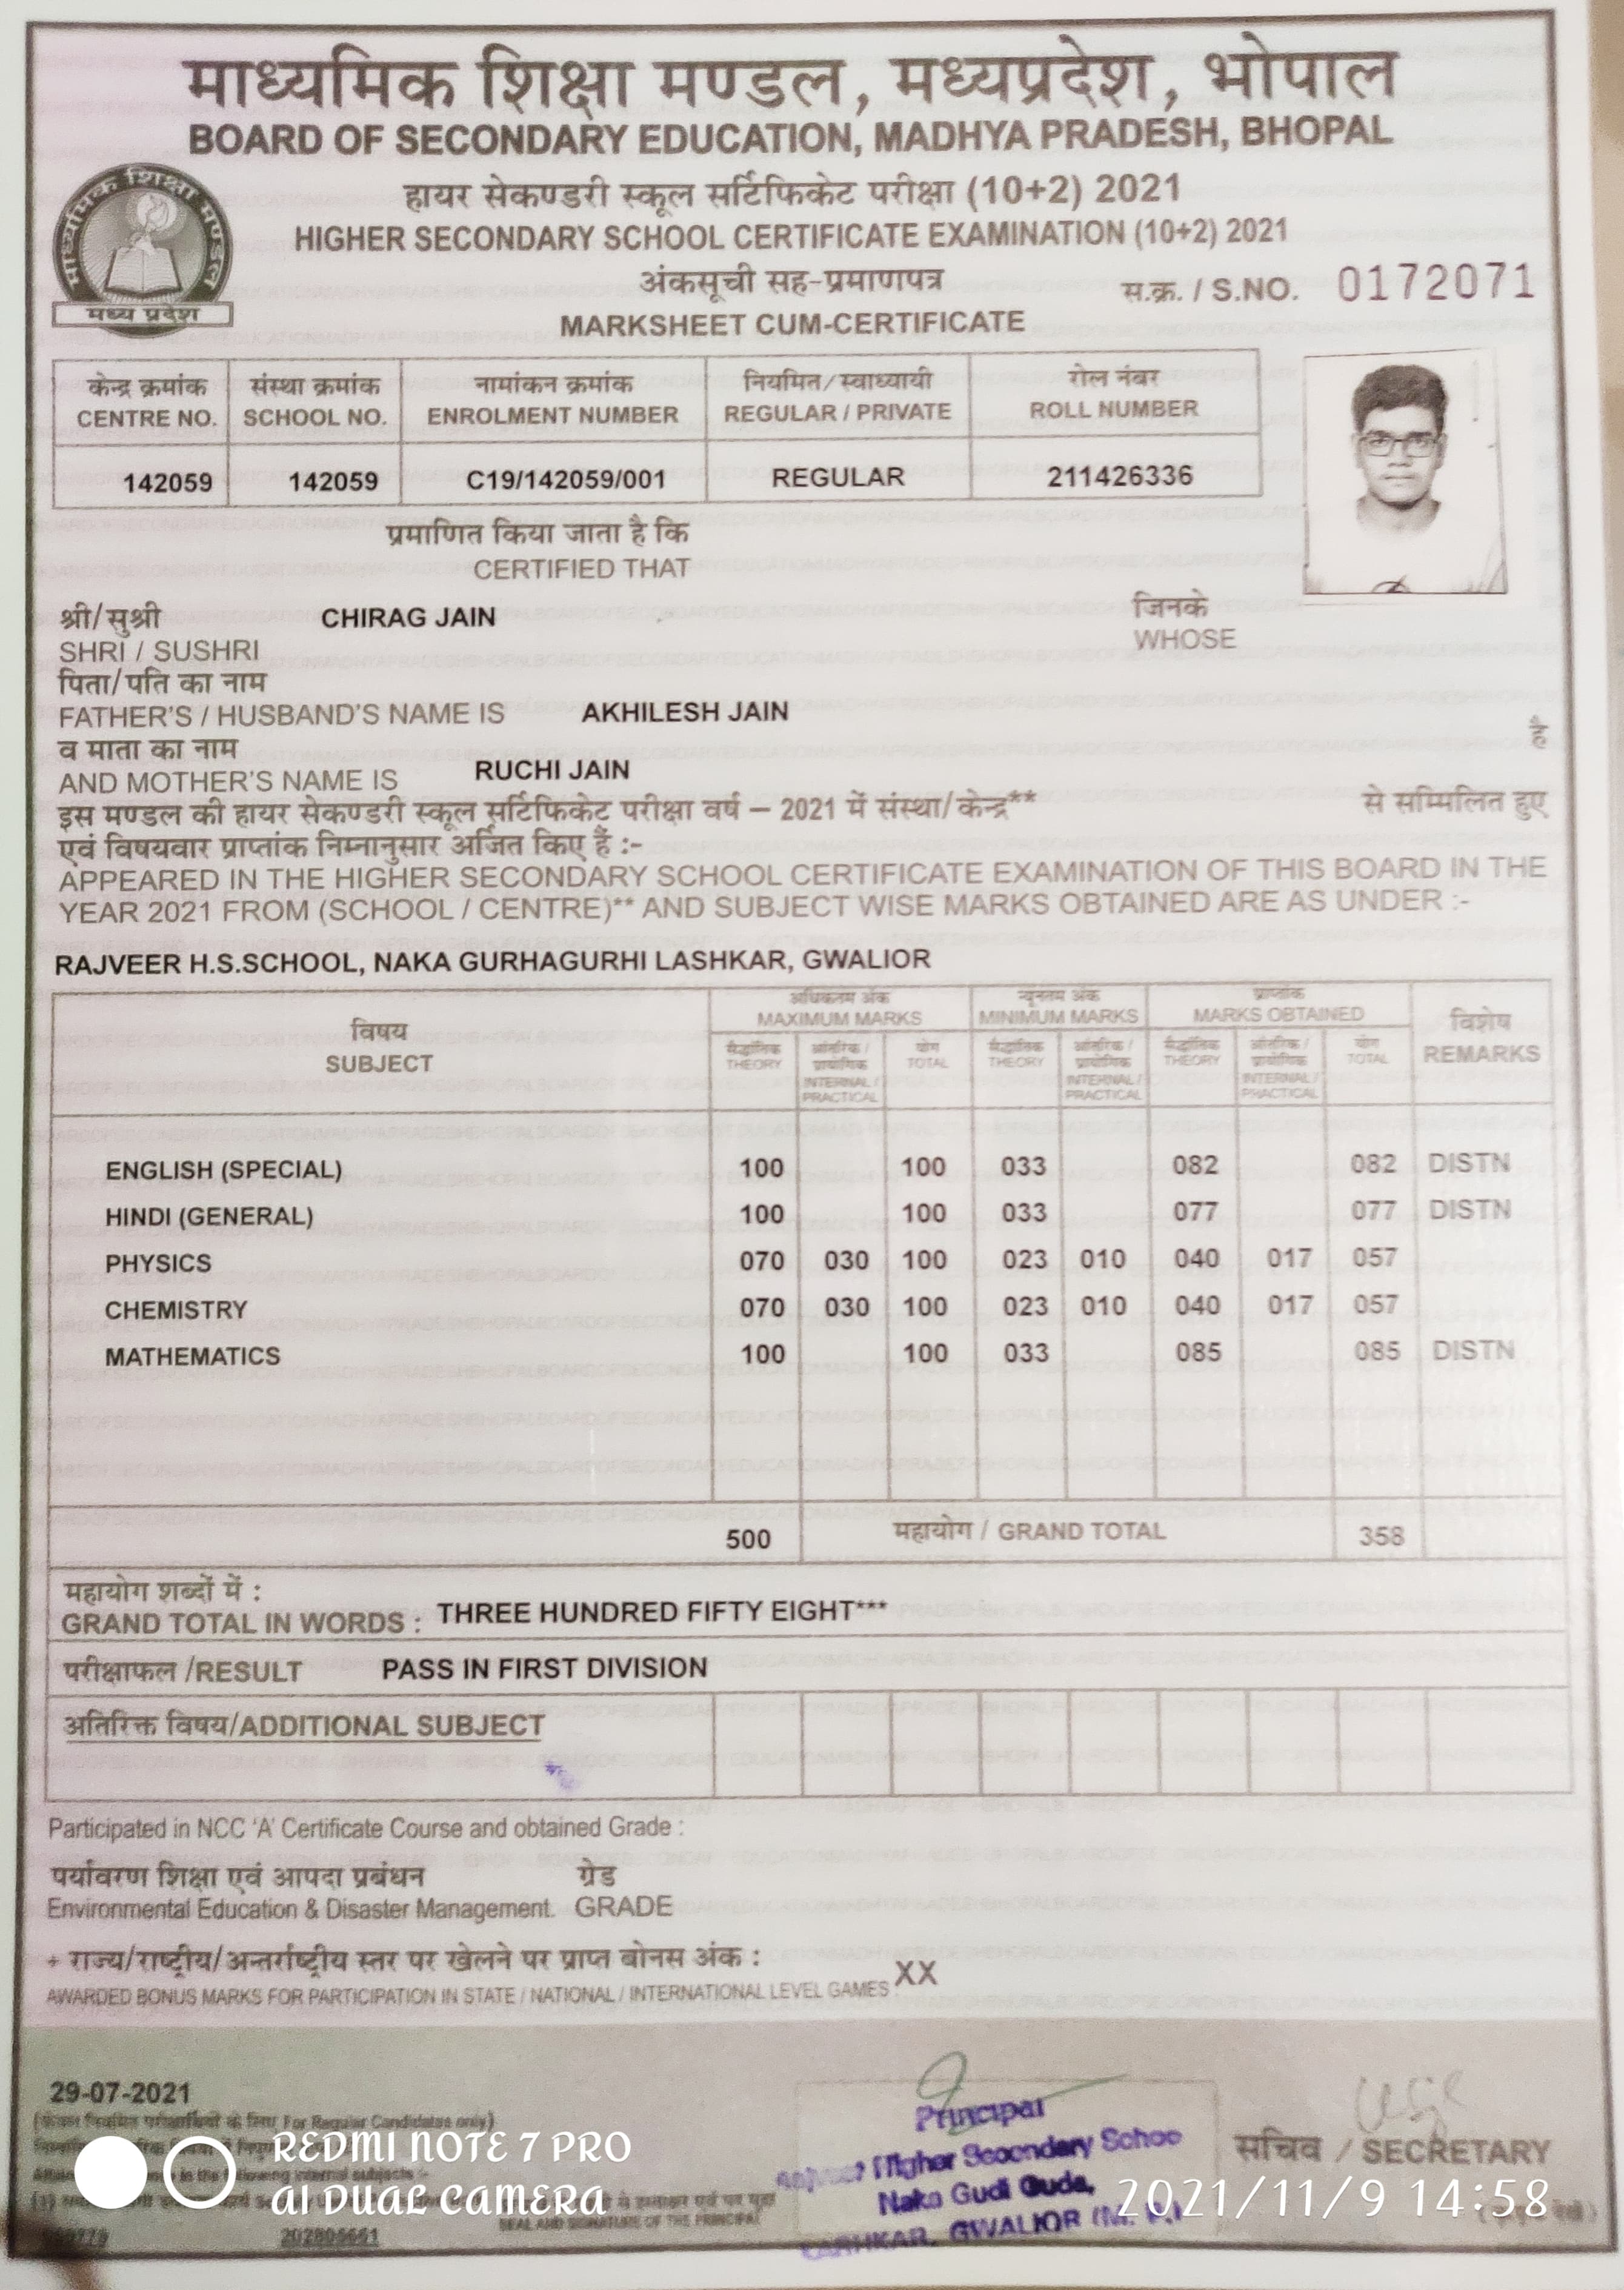 माध्यमिक शिक्षा मण्डल, मध्यप्रदेश, भोपाल
BOARD OF SECONDARY EDUCATION, MADHYA PRADESH, BHOPAL
माध्यमिक शिक्षा मण्डल
मध्य प्रदेश
हायर सेकण्डरी स्कूल सर्टिफिकेट परीक्षा (10+2) 2021
HIGHER SECONDARY SCHOOL CERTIFICATE EXAMINATION (10+2) 2021
अंकसूची सह-प्रमाणपत्र
स.क्र. / S.NO. 0172071
MARKSHEET CUM-CERTIFICATE
केन्द्र क्रमांक संस्था क्रमांक नामांकन क्रमांक नियमित/स्वाध्यायी रोल नंबर
CENTRE NO. SCHOOL NO. ENROLMENT NUMBER REGULAR / PRIVATE ROLL NUMBER
142059 142059 C19/142059/001 REGULAR 211426336
प्रमाणित किया जाता है कि
CERTIFIED THAT
श्री/सुश्री CHIRAG JAIN जिनके
SHRI / SUSHRI WHOSE
पिता/पति का नाम
FATHER'S / HUSBAND'S NAME IS AKHILESH JAIN
व माता का नाम है
AND MOTHER'S NAME IS RUCHI JAIN
इस मण्डल की हायर सेकण्डरी स्कूल सर्टिफिकेट परीक्षा वर्ष – 2021 में संस्था/केन्द्र** से सम्मिलित हुए
एवं विषयवार प्राप्तांक निम्नानुसार अर्जित किए हैं :-
APPEARED IN THE HIGHER SECONDARY SCHOOL CERTIFICATE EXAMINATION OF THIS BOARD IN THE
YEAR 2021 FROM (SCHOOL / CENTRE)** AND SUBJECT WISE MARKS OBTAINED ARE AS UNDER :-
RAJVEER H.S.SCHOOL, NAKA GURHAGURHI LASHKAR, GWALIOR
विषय अधिकतम अंक न्यूनतम अंक प्राप्तांक विशेष
SUBJECT MAXIMUM MARKS MINIMUM MARKS MARKS OBTAINED REMARKS
सैद्धांतिक आंतरिक / प्रायोगिक योग सैद्धांतिक आंतरिक / प्रायोगिक सैद्धांतिक आंतरिक / प्रायोगिक योग
THEORY INTERNAL / PRACTICAL TOTAL THEORY INTERNAL / PRACTICAL THEORY INTERNAL / PRACTICAL TOTAL
ENGLISH (SPECIAL) 100 100 033 082 082 DISTN
HINDI (GENERAL) 100 100 033 077 077 DISTN
PHYSICS 070 030 100 023 010 040 017 057
CHEMISTRY 070 030 100 023 010 040 017 057
MATHEMATICS 100 100 033 085 085 DISTN
500 महायोग / GRAND TOTAL 358
महायोग शब्दों में :
GRAND TOTAL IN WORDS : THREE HUNDRED FIFTY EIGHT***
परीक्षाफल /RESULT PASS IN FIRST DIVISION
अतिरिक्त विषय/ADDITIONAL SUBJECT
Participated in NCC 'A' Certificate Course and obtained Grade :
पर्यावरण शिक्षा एवं आपदा प्रबंधन ग्रेड
Environmental Education & Disaster Management. GRADE
+ राज्य/राष्ट्रीय/अन्तर्राष्ट्रीय स्तर पर खेलने पर प्राप्त बोनस अंक :
AWARDED BONUS MARKS FOR PARTICIPATION IN STATE / NATIONAL / INTERNATIONAL LEVEL GAMES : XX
29-07-2021
For Regular Candidates only)
in the following internal subjects :-
SEAL AND SIGNATURE OF THE PRINCIPAL
Principal
Higher Secondary Schoo
Naka Gudi Guda,
LASHKAR, GWALIOR (M. P.)
सचिव / SECRETARY
REDMI NOTE 7 PRO
AI DUAL CAMERA
2021/11/9 14:58